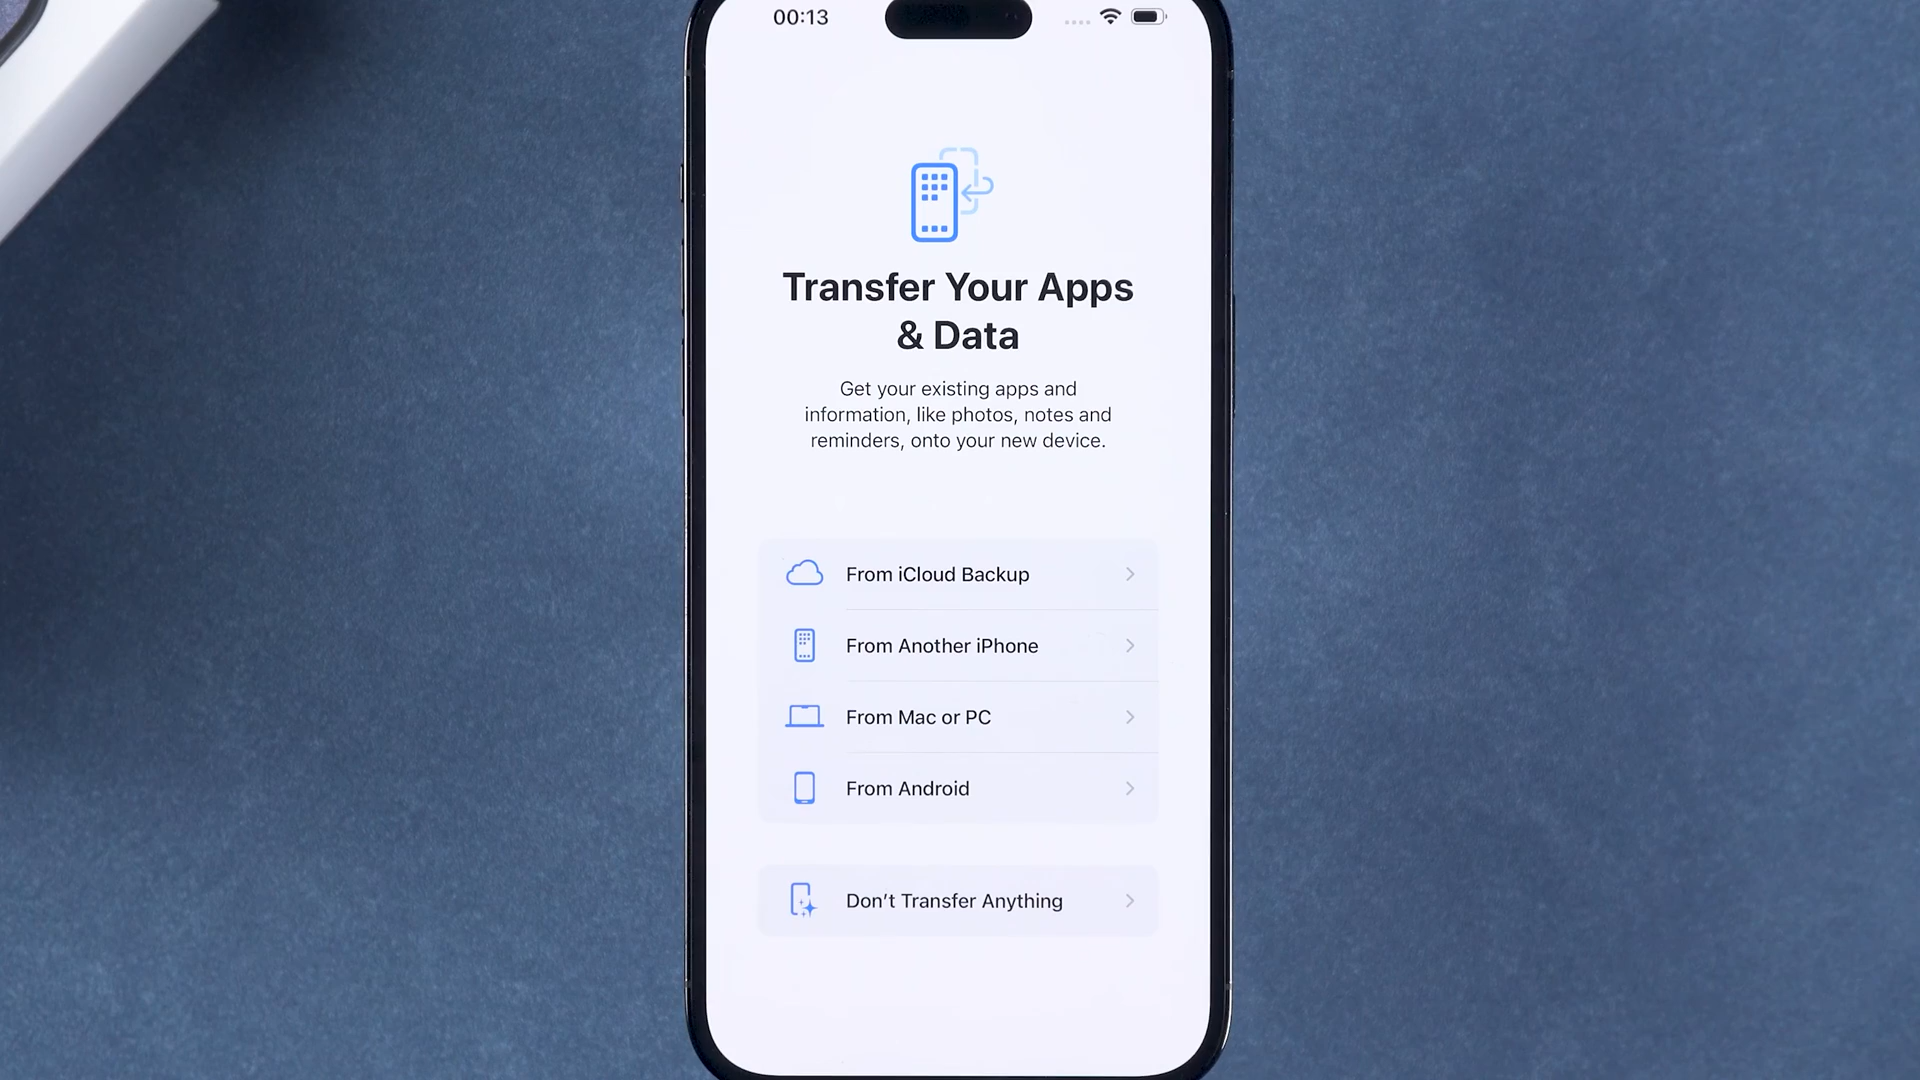 00:13
Transfer Your Apps
& Data
Get your existing apps and
information, like photos, notes and
reminders, onto your new device.
From iCloud Backup
From Another iPhone
From Mac or PC
From Android
Don’t Transfer Anything